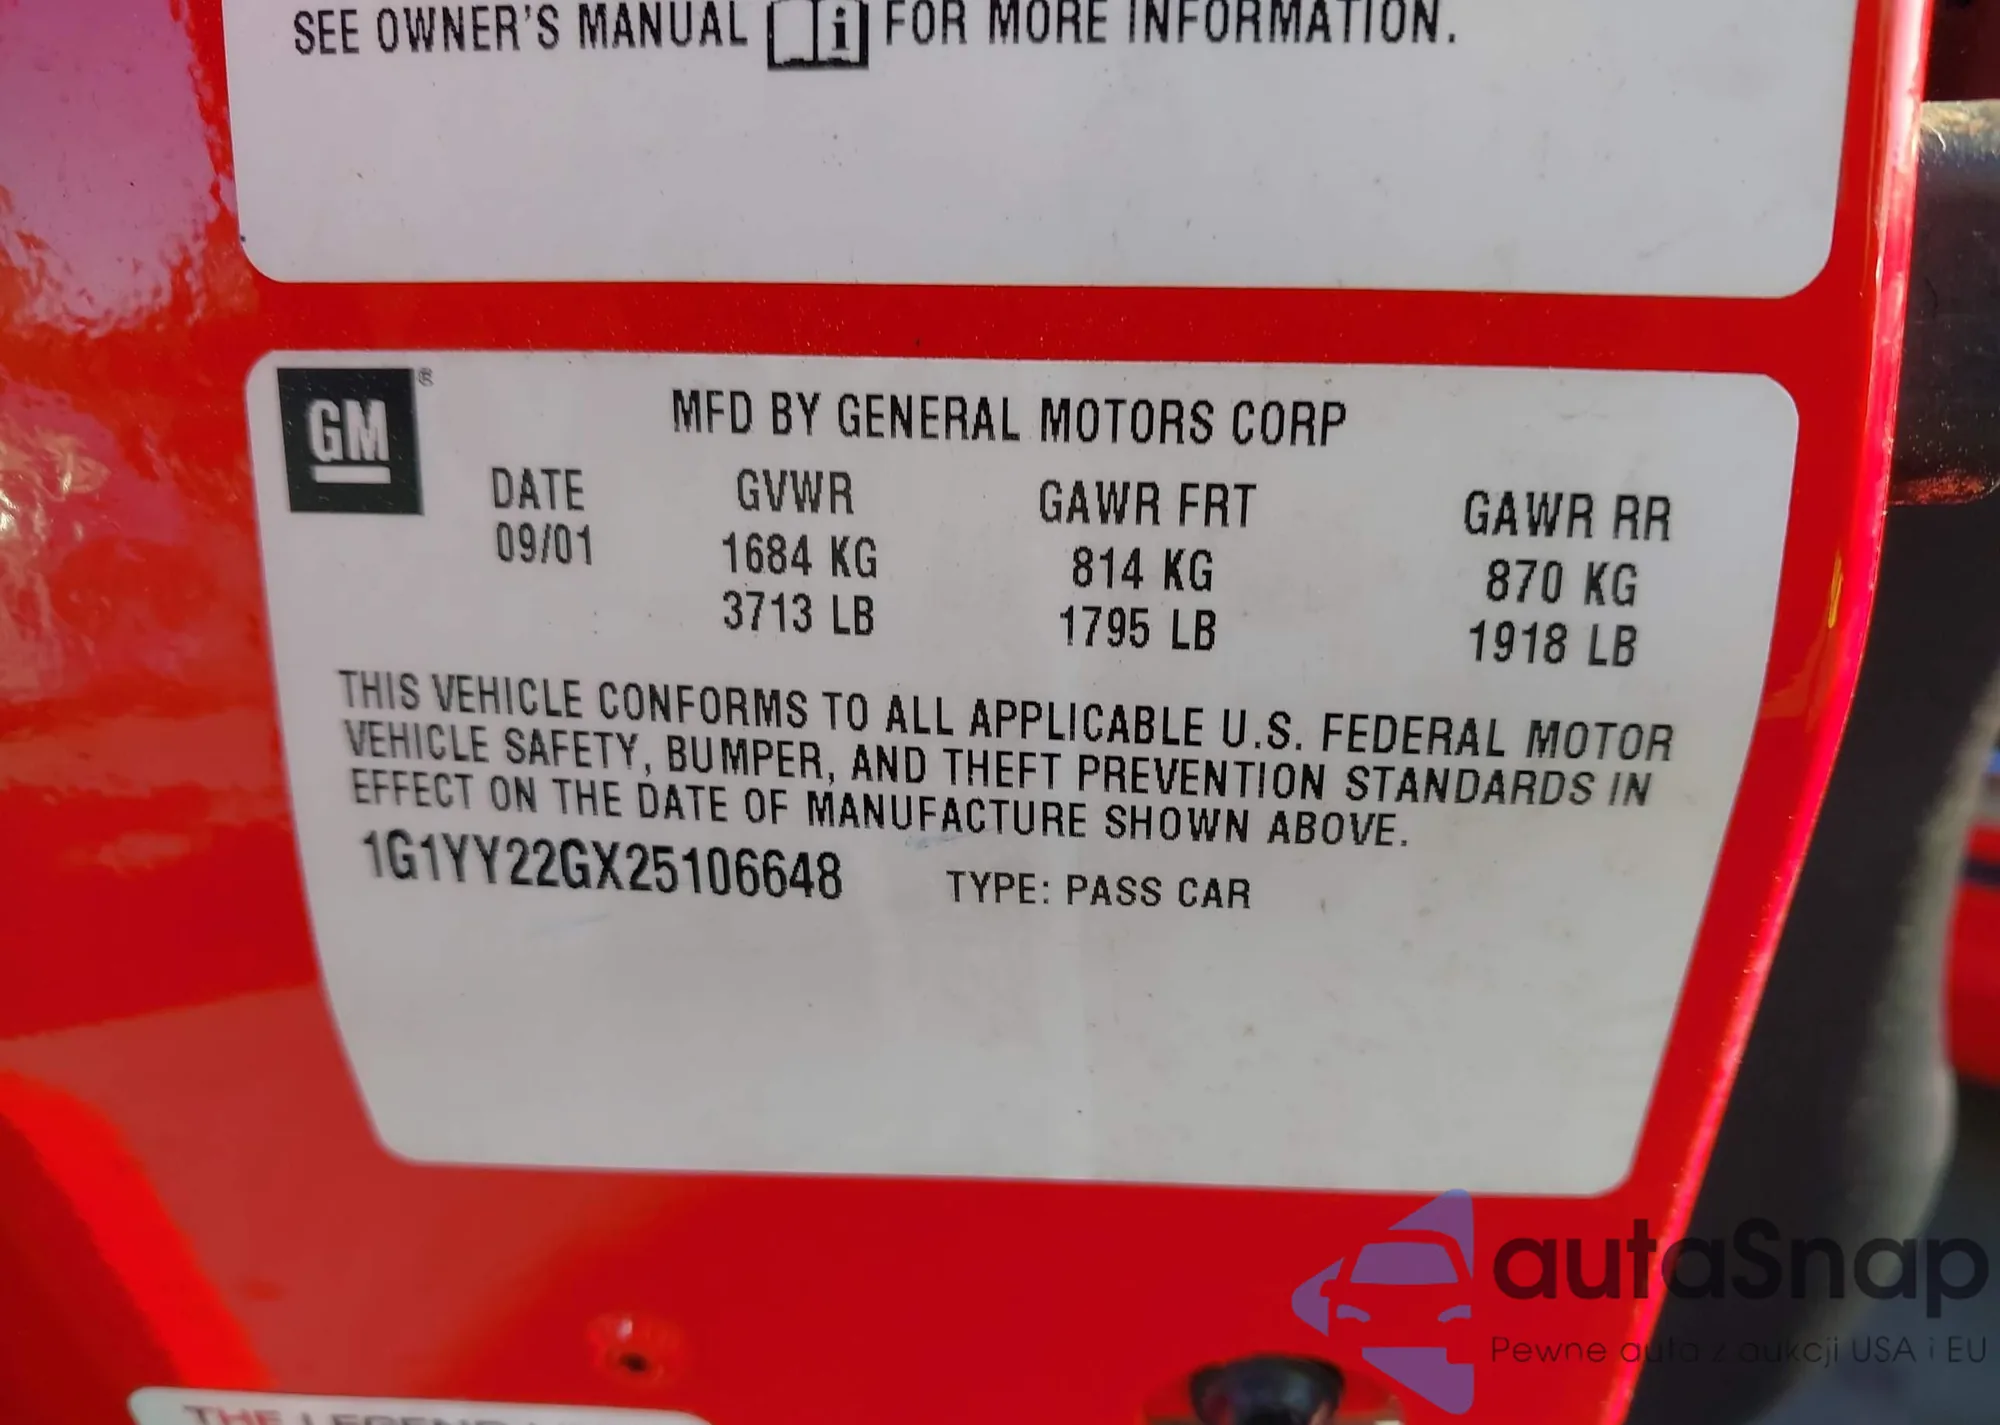 SEE OWNER'S MANUAL i FOR MORE INFORMATION.
GM ®
MFD BY GENERAL MOTORS CORP
DATE GVWR GAWR FRT GAWR RR
09/01 1684 KG 814 KG 870 KG
3713 LB 1795 LB 1918 LB
THIS VEHICLE CONFORMS TO ALL APPLICABLE U.S. FEDERAL MOTOR
VEHICLE SAFETY, BUMPER, AND THEFT PREVENTION STANDARDS IN
EFFECT ON THE DATE OF MANUFACTURE SHOWN ABOVE.
1G1YY22GX25106648 TYPE: PASS CAR
autaSnap
Pewne auta z aukcji USA i EU
THE